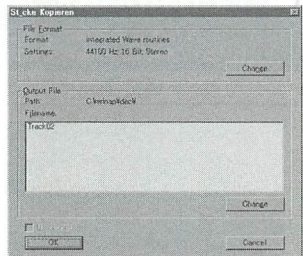 St_cke Kopieren
File Format
Format: Integrated Wave routines
Settings: 44100 Hz; 16 Bit; Stereo
Change
Output File
Path:
Filename:
Track02
Change
OK
Cancel